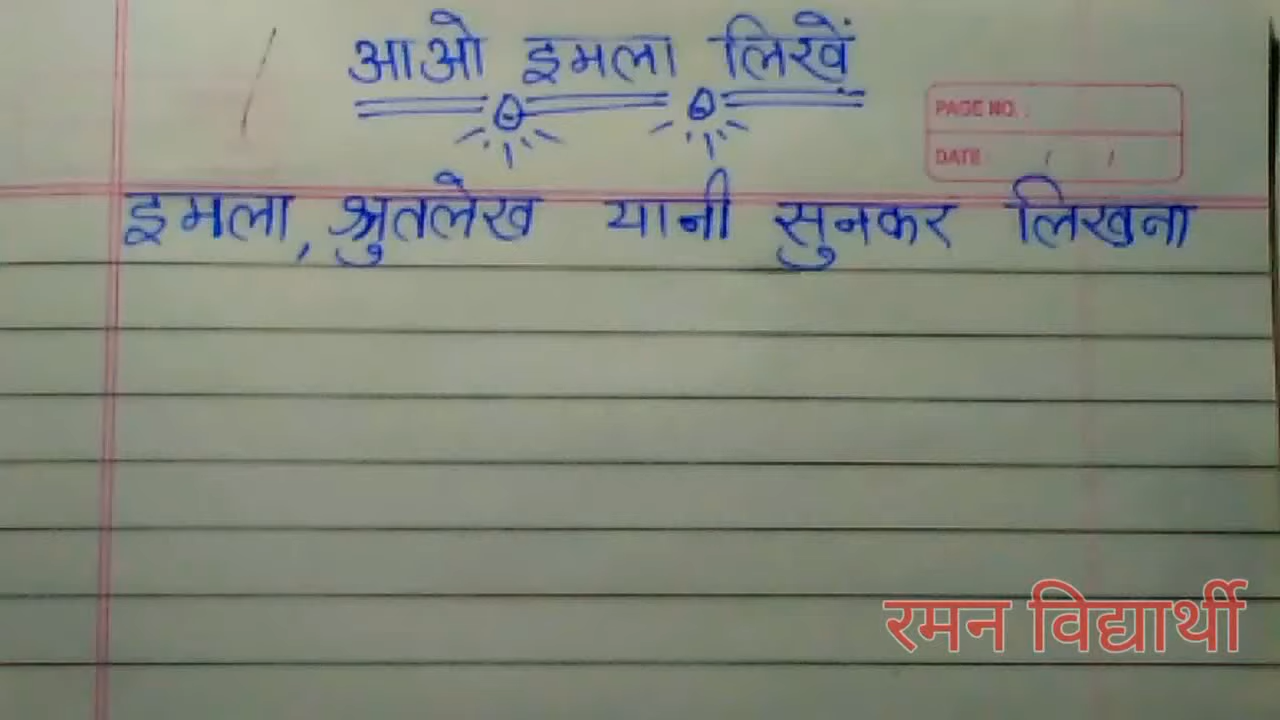 आओ इमला लिखें
PAGE NO. :
DATE / /
इमला, श्रुतलेख यानी सुनकर लिखना
रमन विद्यार्थी